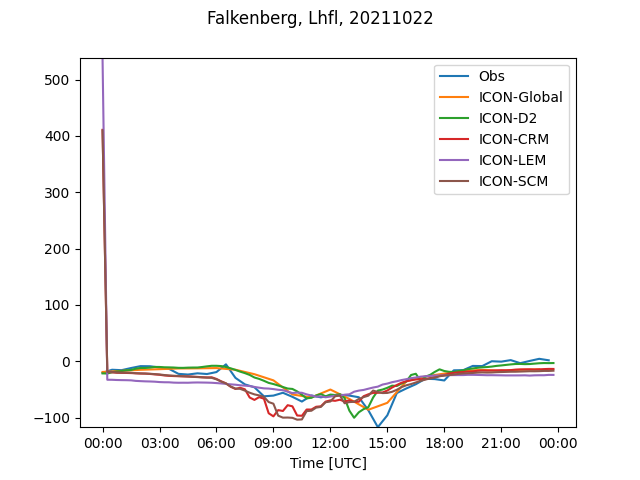 Falkenberg, Lhfl, 20211022
500
400
300
200
100
0
−100
Obs
ICON-Global
ICON-D2
ICON-CRM
ICON-LEM
ICON-SCM
00:00 03:00 06:00 09:00 12:00 15:00 18:00 21:00 00:00
Time [UTC]